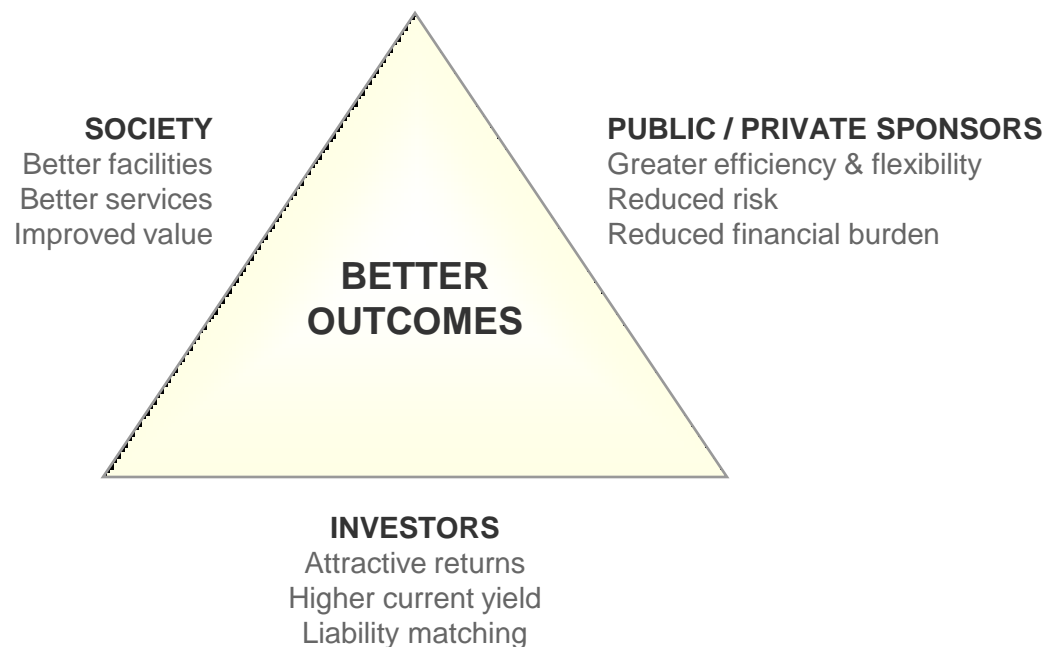 SOCIETY
Better facilities
Better services
Improved value
PUBLIC / PRIVATE SPONSORS
Greater efficiency & flexibility
Reduced risk
Reduced financial burden
BETTER
OUTCOMES
INVESTORS
Attractive returns
Higher current yield
Liability matching